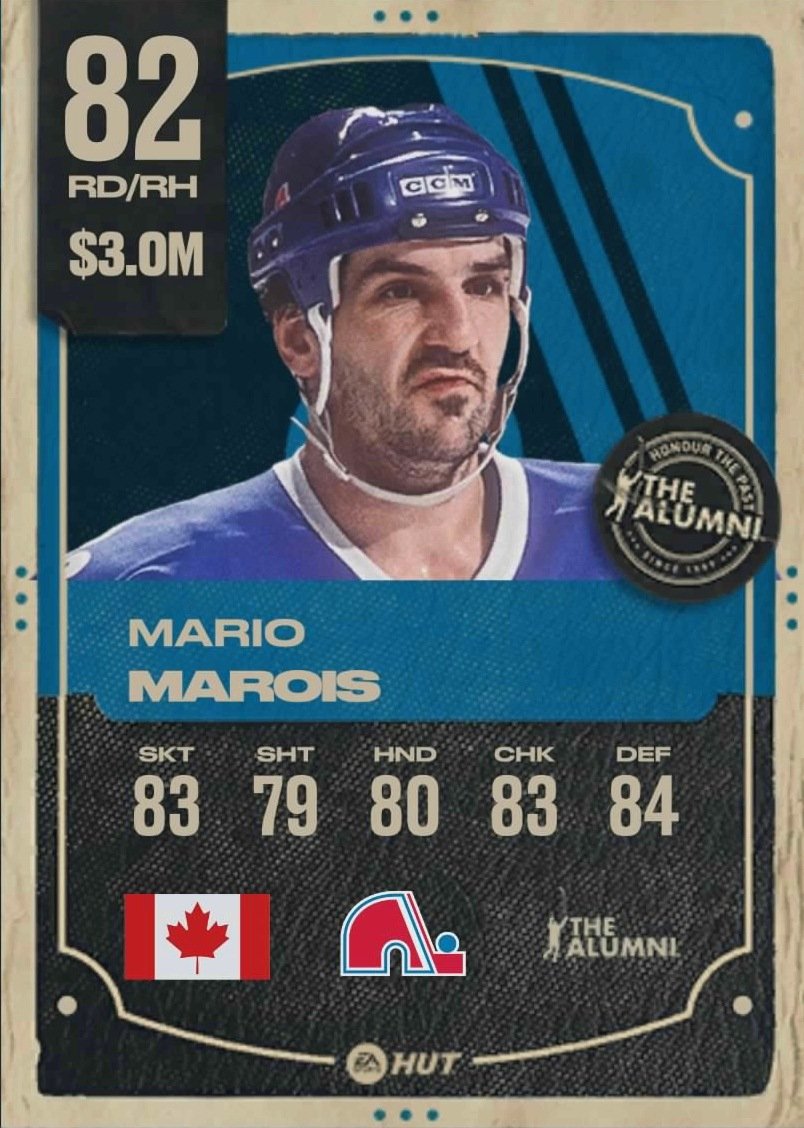 82
RD/RH
$3.0M
CCM
HONOUR THE PAST
THE
ALUMNI
MARIO
MAROIS
SKT SHT HND CHK DEF
83 79 80 83 84
THE
ALUMNI
EA HUT